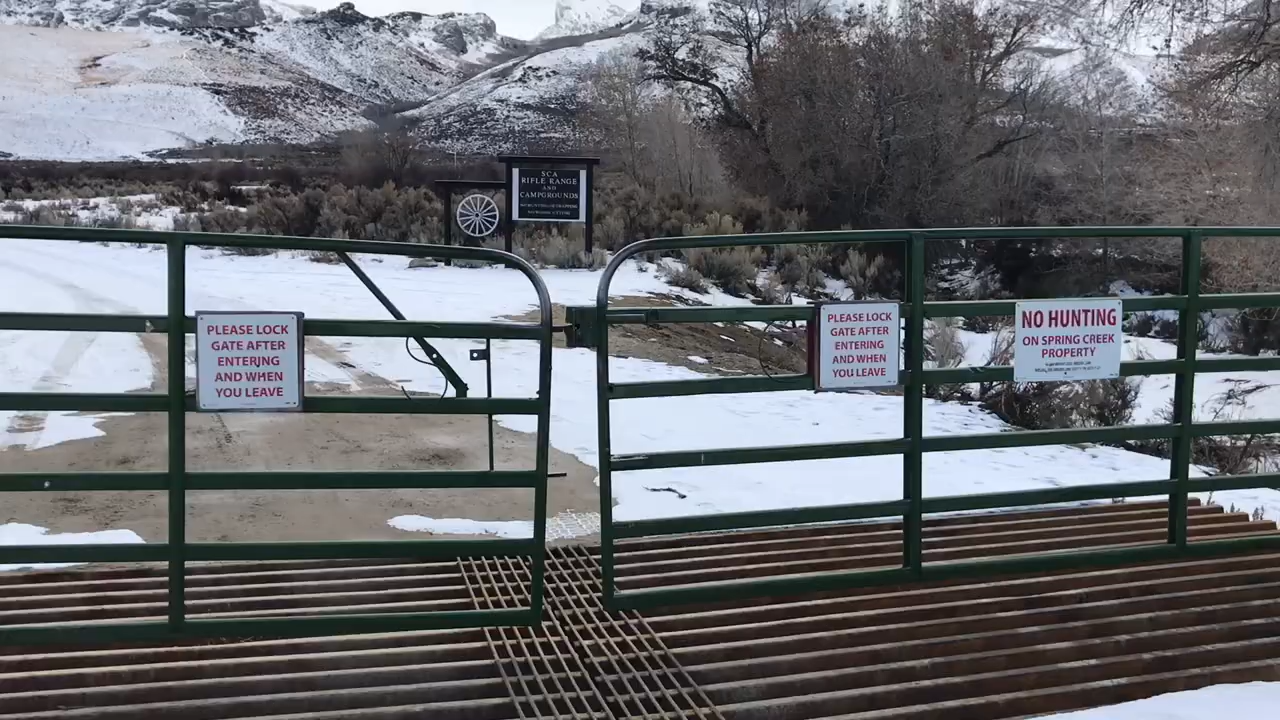 SCA
RIFLE RANGE
AND
CAMPGROUNDS
PLEASE LOCK
GATE AFTER
ENTERING
AND WHEN
YOU LEAVE
PLEASE LOCK
GATE AFTER
ENTERING
AND WHEN
YOU LEAVE
NO HUNTING
ON SPRING CREEK
PROPERTY